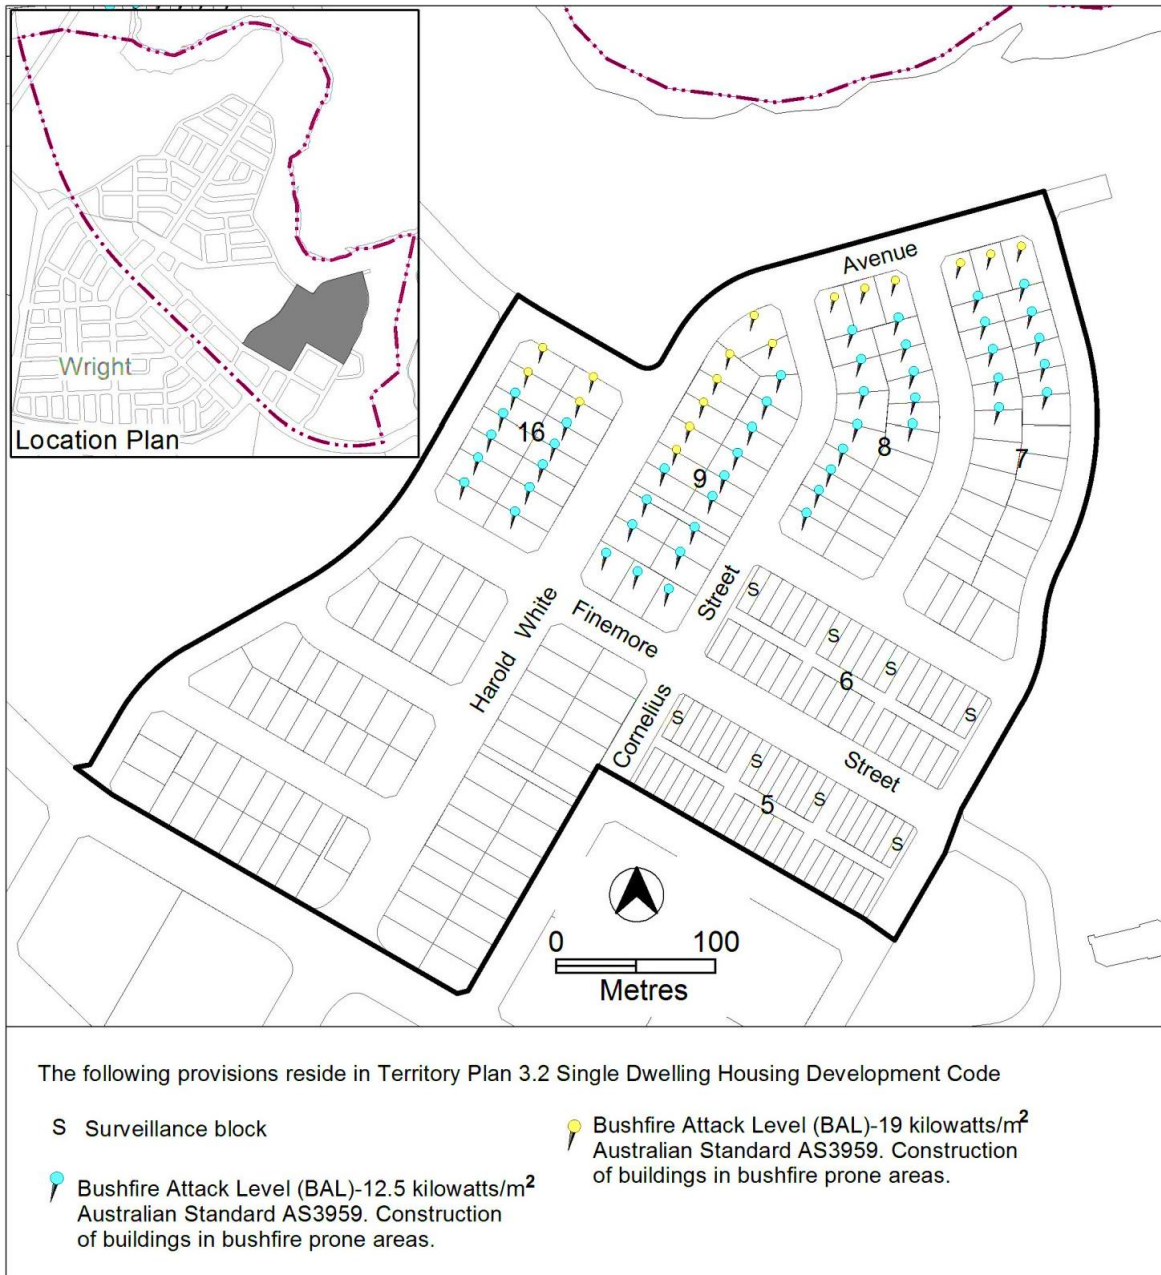 Wright
Location Plan
Avenue
16
9
8
7
Harold White
Finemore
Street
Cornelius
S
S
S
6
S
S
S
Street
S
5
S
0 100
Metres
The following provisions reside in Territory Plan 3.2 Single Dwelling Housing Development Code
S Surveillance block
Bushfire Attack Level (BAL)-12.5 kilowatts/m²
Australian Standard AS3959. Construction
of buildings in bushfire prone areas.
Bushfire Attack Level (BAL)-19 kilowatts/m²
Australian Standard AS3959. Construction
of buildings in bushfire prone areas.